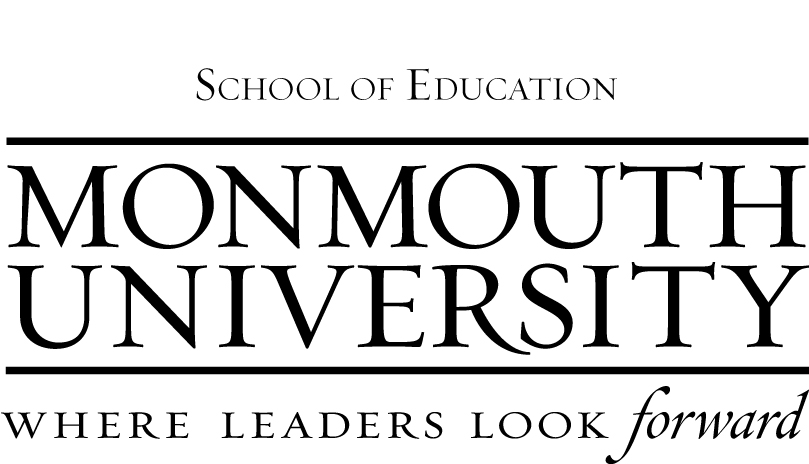 SCHOOL OF EDUCATION
MONMOUTH
UNIVERSITY
WHERE LEADERS LOOK forward